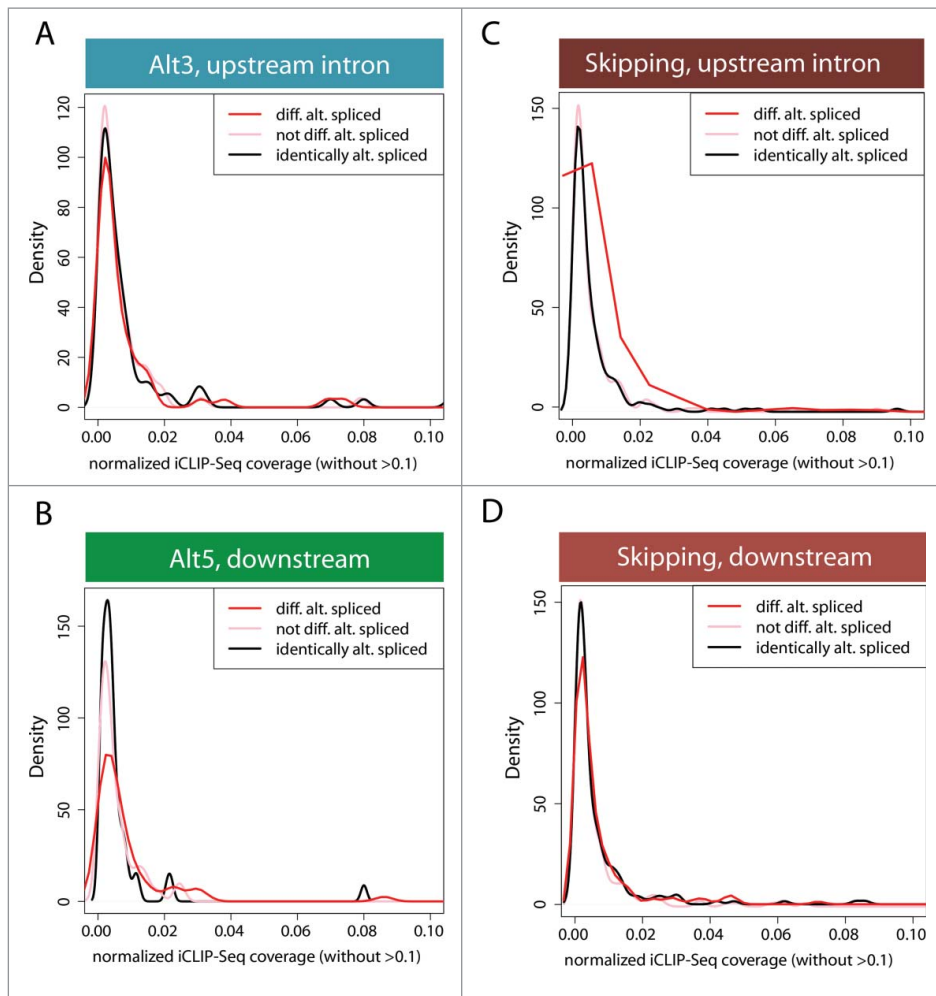 A
Alt3, upstream intron
diff. alt. spliced
not diff. alt. spliced
identically alt. spliced
120
100
80
60
40
20
0
Density
0.00 0.02 0.04 0.06 0.08 0.10
normalized iCLIP-Seq coverage (without >0.1)
C
Skipping, upstream intron
diff. alt. spliced
not diff. alt. spliced
identically alt. spliced
150
100
50
0
Density
0.00 0.02 0.04 0.06 0.08 0.10
normalized iCLIP-Seq coverage (without >0.1)
B
Alt5, downstream
diff. alt. spliced
not diff. alt. spliced
identically alt. spliced
150
100
50
0
Density
0.00 0.02 0.04 0.06 0.08 0.10
normalized iCLIP-Seq coverage (without >0.1)
D
Skipping, downstream
diff. alt. spliced
not diff. alt. spliced
identically alt. spliced
150
100
50
0
Density
0.00 0.02 0.04 0.06 0.08 0.10
normalized iCLIP-Seq coverage (without >0.1)